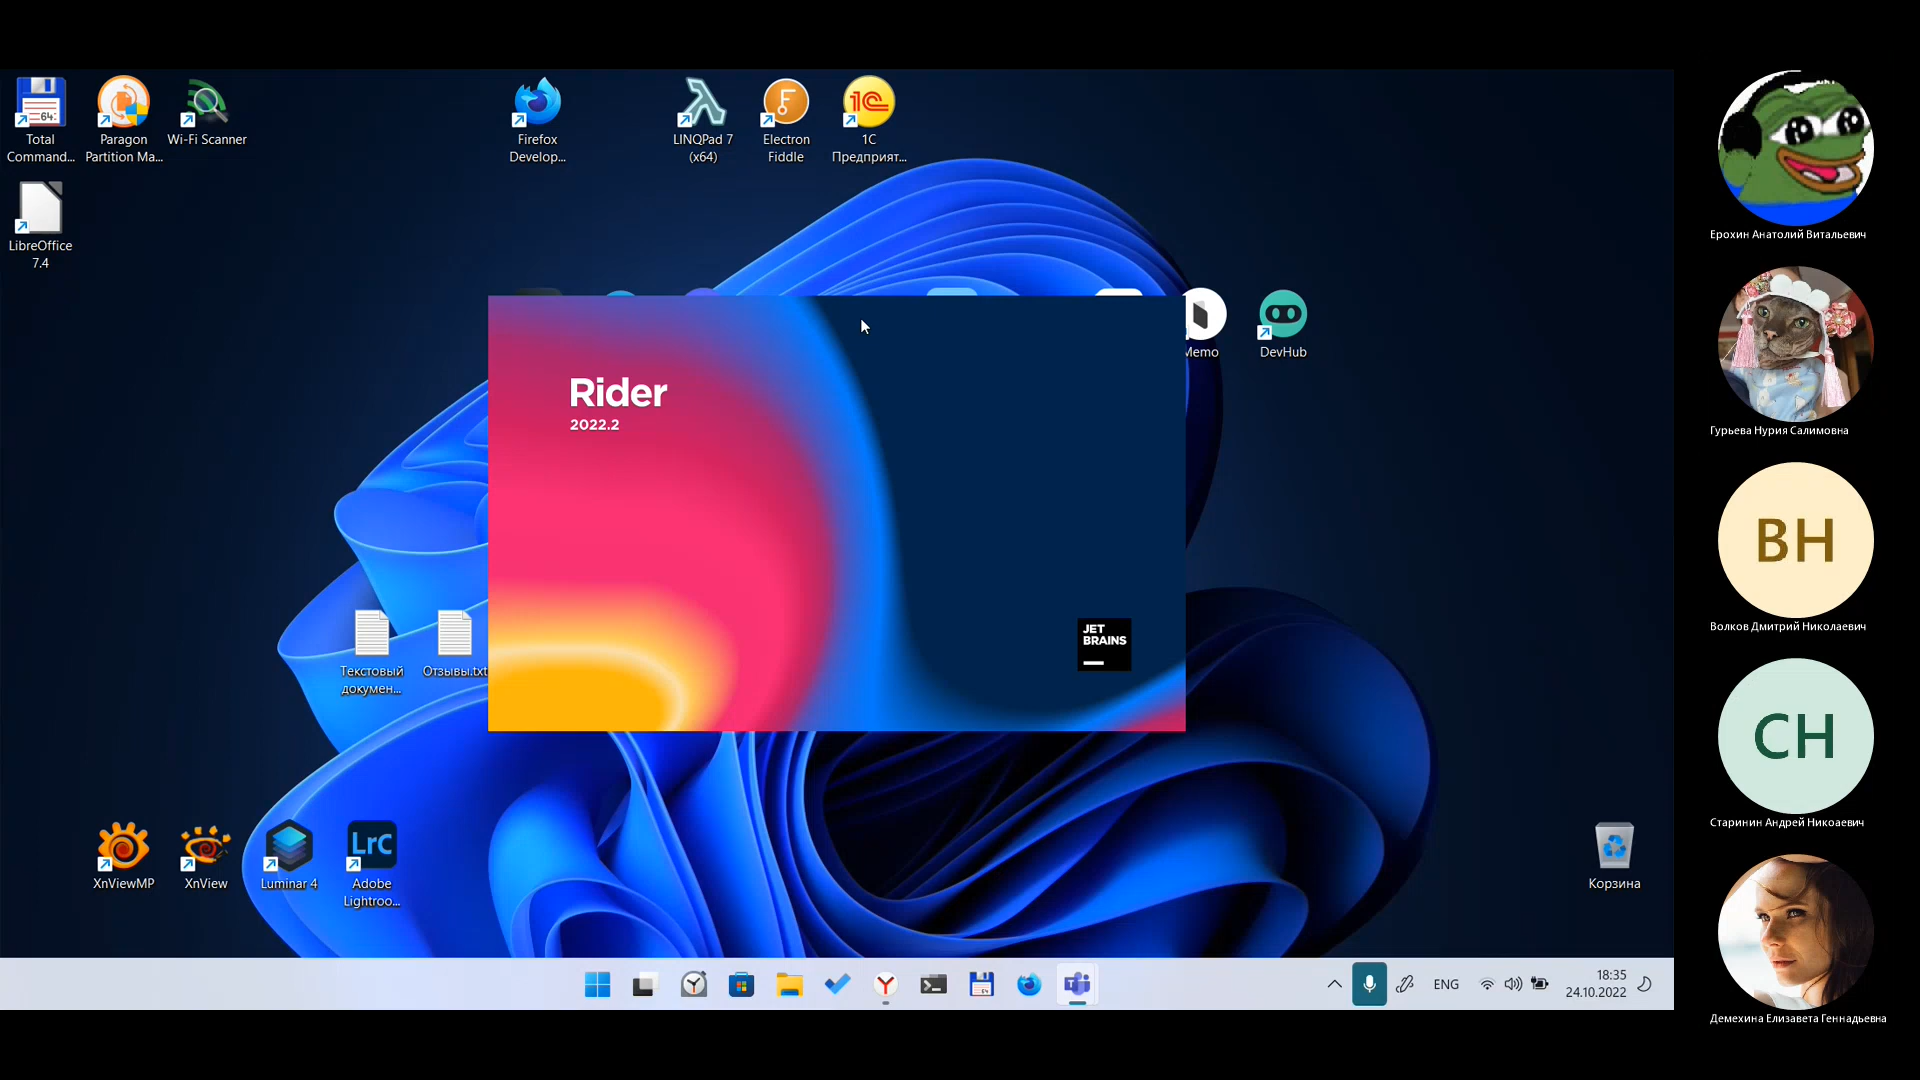 Total
Command...
Paragon
Partition Ma...
Wi-Fi Scanner
Firefox
Develop...
LINQPad 7
(x64)
Electron
Fiddle
1C
Предприят...
LibreOffice
7.4
Memo
DevHub
Rider
2022.2
JET
BRAINS
Текстовый
докумен...
Отзывы.txt
XnViewMP
XnView
Luminar 4
LrC
Adobe
Lightroo...
Корзина
ENG
18:35
24.10.2022
Ерохин Анатолий Витальевич
Гурьева Нурия Салимовна
ВН
Волков Дмитрий Николаевич
СН
Старинин Андрей Никоаевич
Демехина Елизавета Геннадьевна